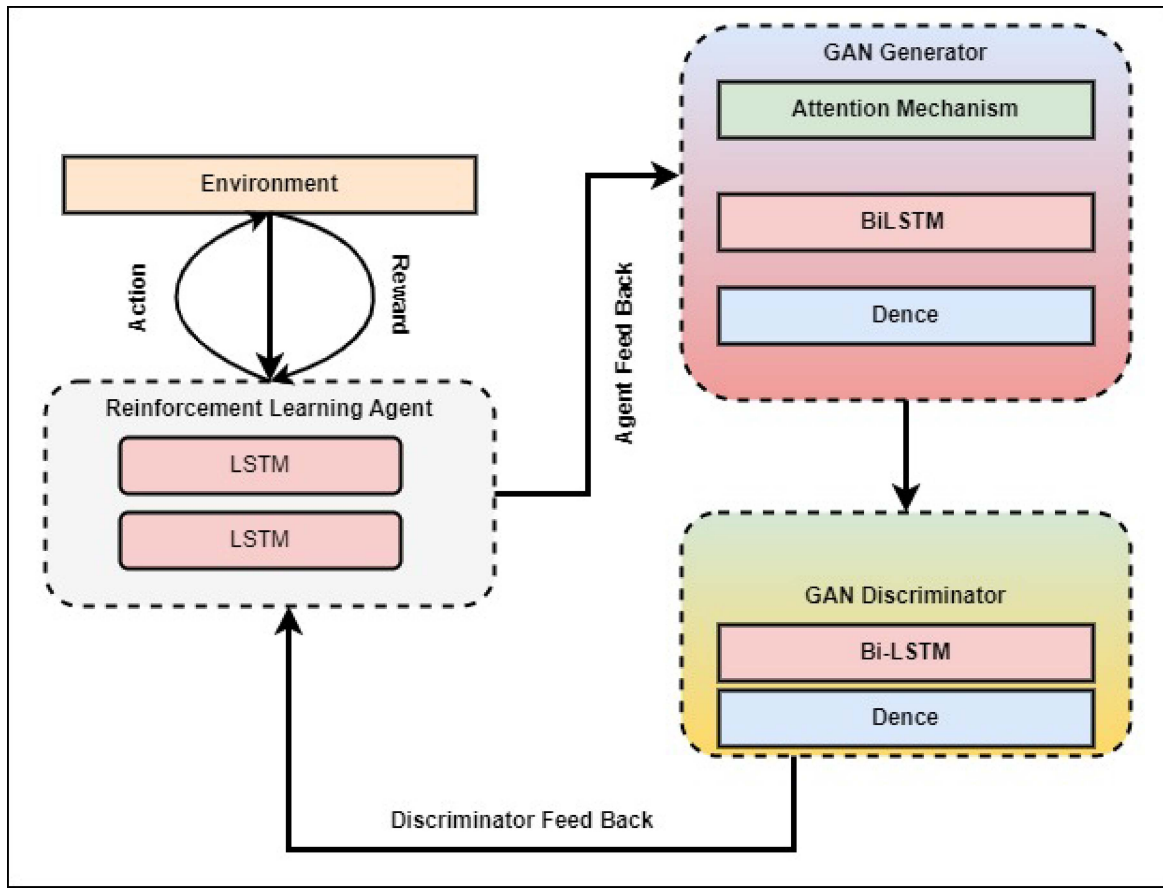 GAN Generator
Attention Mechanism
BiLSTM
Dence
Environment
Action
Reward
Agent Feed Back
Reinforcement Learning Agent
LSTM
LSTM
GAN Discriminator
Bi-LSTM
Dence
Discriminator Feed Back